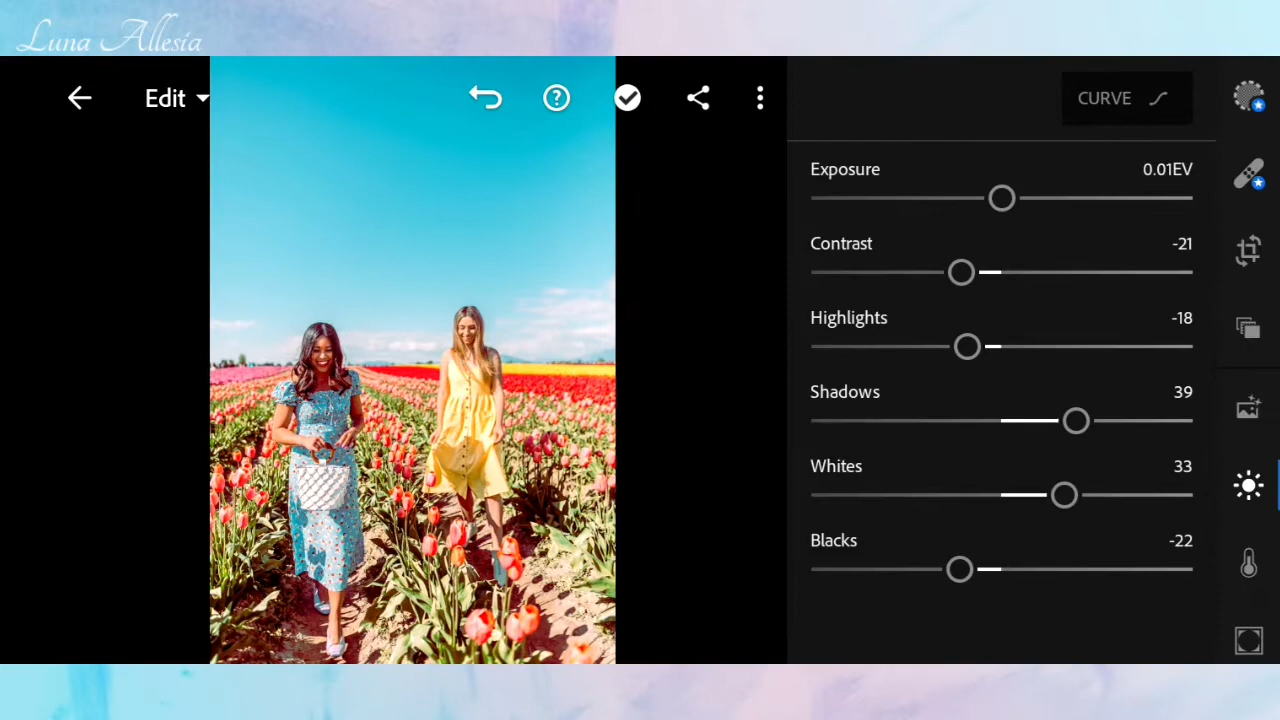 Luna Allesia
Edit
CURVE
Exposure 0.01EV
Contrast -21
Highlights -18
Shadows 39
Whites 33
Blacks -22